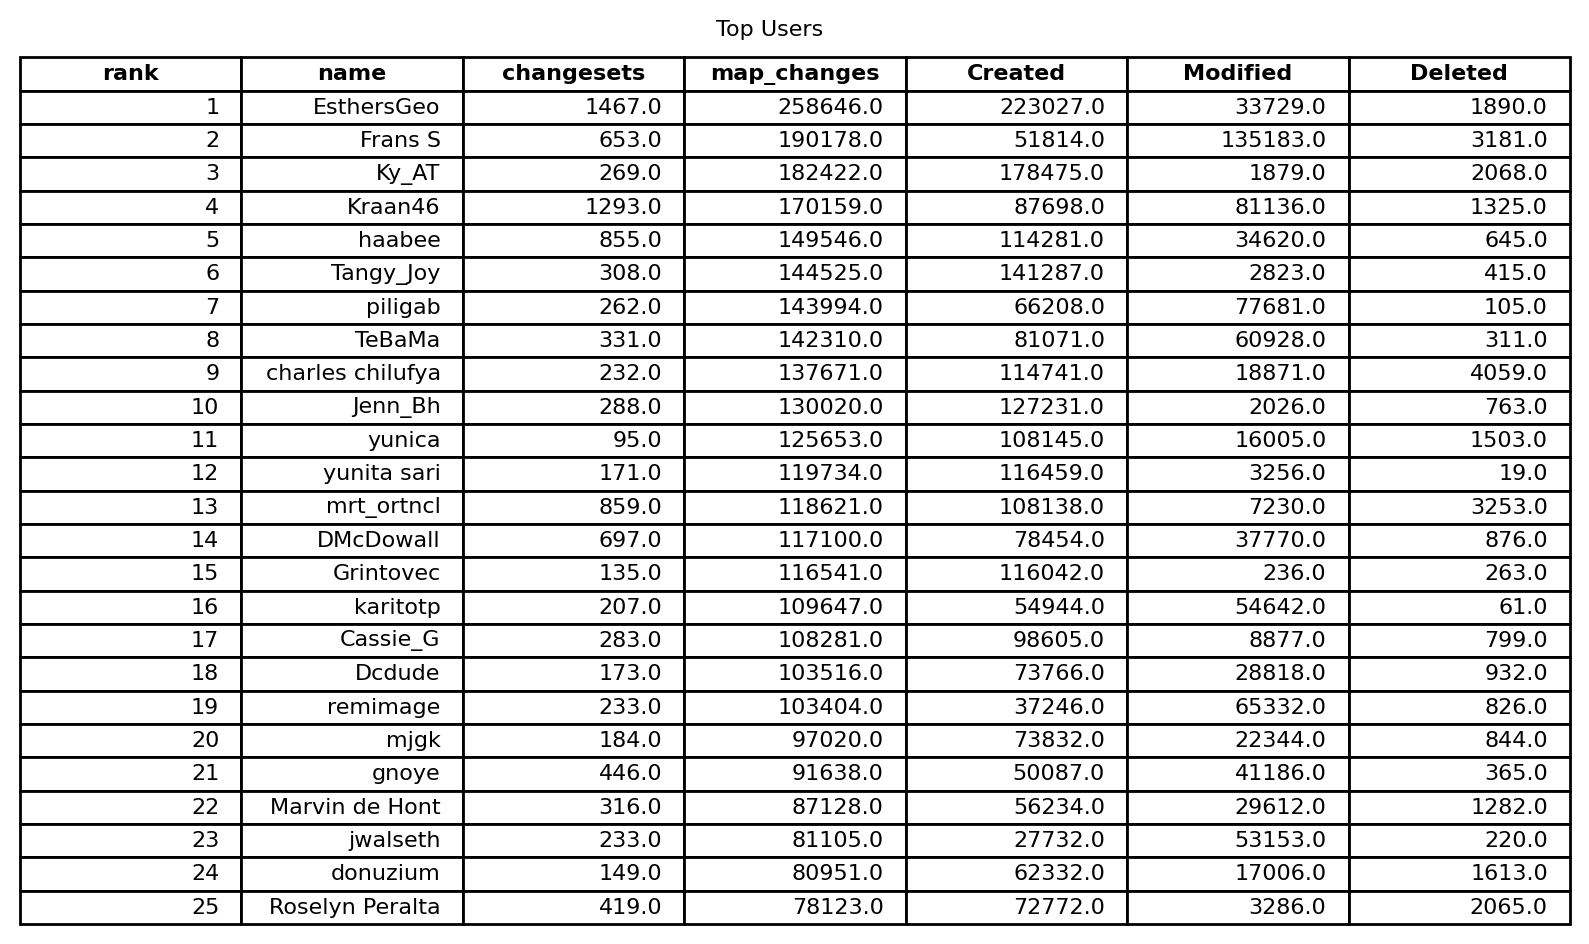 Top Users
rank name changesets map_changes Created Modified Deleted
1 EsthersGeo 1467.0 258646.0 223027.0 33729.0 1890.0
2 Frans S 653.0 190178.0 51814.0 135183.0 3181.0
3 Ky_AT 269.0 182422.0 178475.0 1879.0 2068.0
4 Kraan46 1293.0 170159.0 87698.0 81136.0 1325.0
5 haabee 855.0 149546.0 114281.0 34620.0 645.0
6 Tangy_Joy 308.0 144525.0 141287.0 2823.0 415.0
7 piligab 262.0 143994.0 66208.0 77681.0 105.0
8 TeBaMa 331.0 142310.0 81071.0 60928.0 311.0
9 charles chilufya 232.0 137671.0 114741.0 18871.0 4059.0
10 Jenn_Bh 288.0 130020.0 127231.0 2026.0 763.0
11 yunica 95.0 125653.0 108145.0 16005.0 1503.0
12 yunita sari 171.0 119734.0 116459.0 3256.0 19.0
13 mrt_ortncl 859.0 118621.0 108138.0 7230.0 3253.0
14 DMcDowall 697.0 117100.0 78454.0 37770.0 876.0
15 Grintovec 135.0 116541.0 116042.0 236.0 263.0
16 karitotp 207.0 109647.0 54944.0 54642.0 61.0
17 Cassie_G 283.0 108281.0 98605.0 8877.0 799.0
18 Dcdude 173.0 103516.0 73766.0 28818.0 932.0
19 remimage 233.0 103404.0 37246.0 65332.0 826.0
20 mjgk 184.0 97020.0 73832.0 22344.0 844.0
21 gnoye 446.0 91638.0 50087.0 41186.0 365.0
22 Marvin de Hont 316.0 87128.0 56234.0 29612.0 1282.0
23 jwalseth 233.0 81105.0 27732.0 53153.0 220.0
24 donuzium 149.0 80951.0 62332.0 17006.0 1613.0
25 Roselyn Peralta 419.0 78123.0 72772.0 3286.0 2065.0